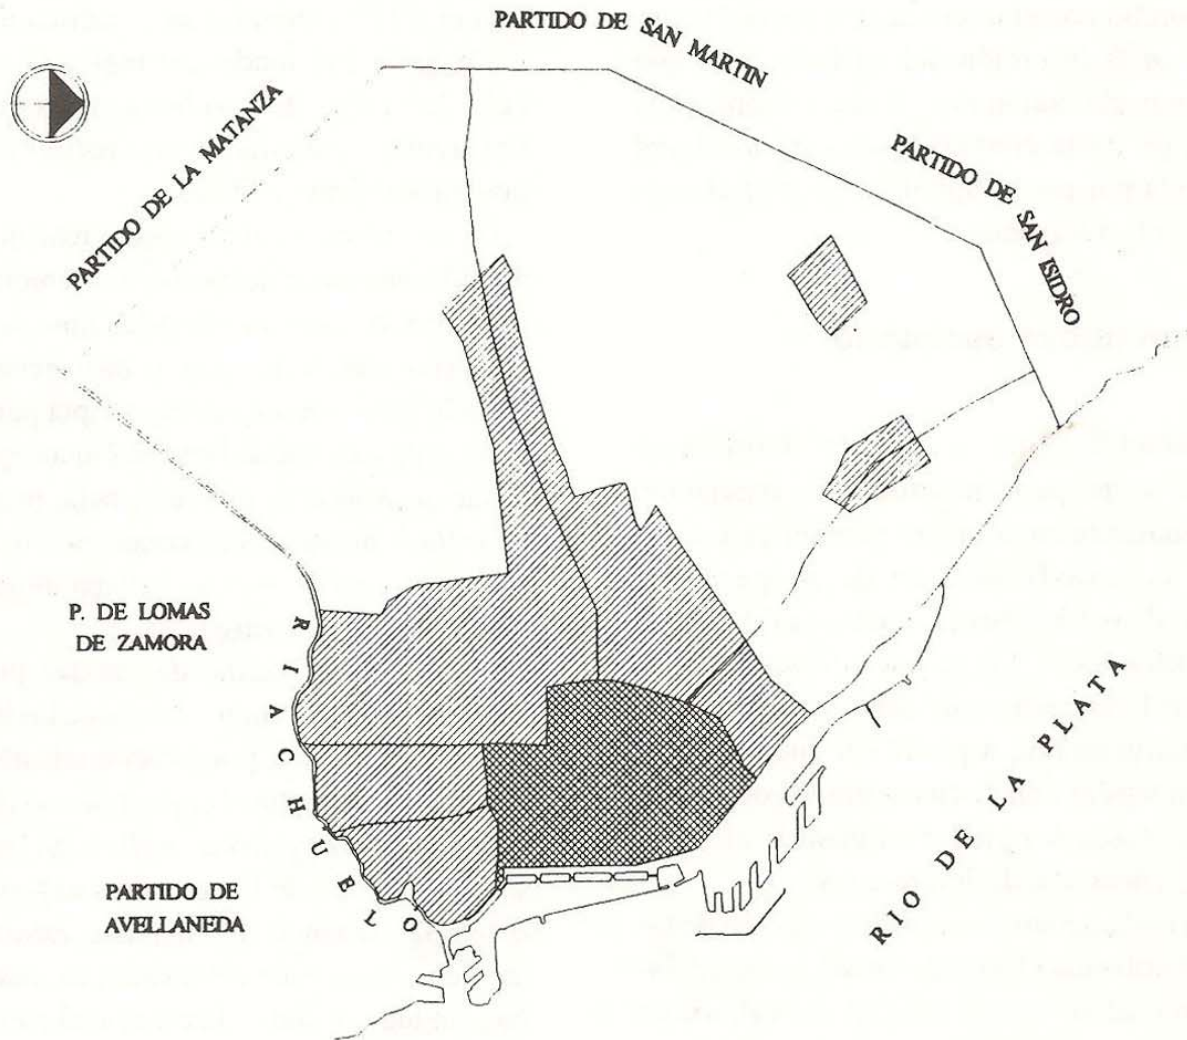 PARTIDO DE SAN MARTIN
PARTIDO DE LA MATANZA
PARTIDO DE SAN ISIDRO
P. DE LOMAS
DE ZAMORA
RIACHUELO
PARTIDO DE
AVELLANEDA
RIO DE LA PLATA